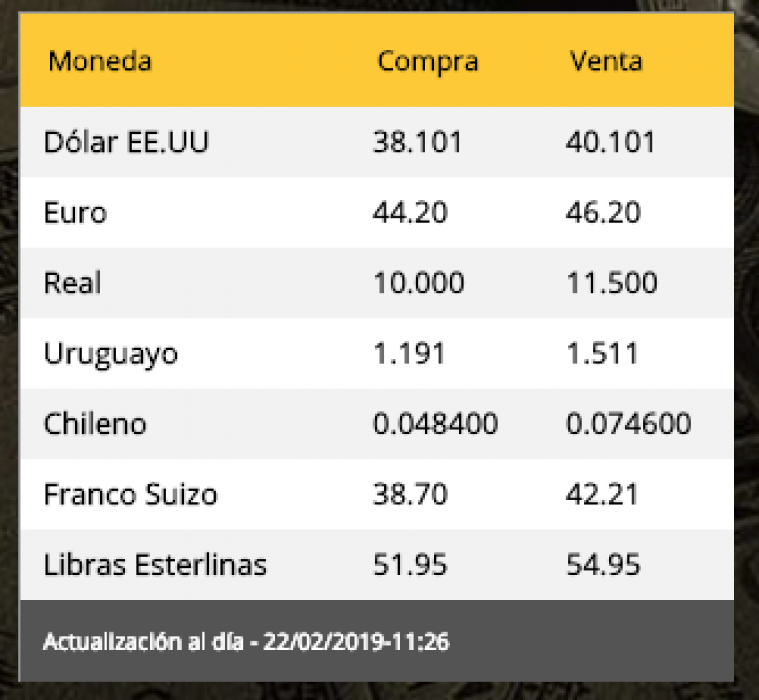 Moneda Compra Venta
Dólar EE.UU 38.101 40.101
Euro 44.20 46.20
Real 10.000 11.500
Uruguayo 1.191 1.511
Chileno 0.048400 0.074600
Franco Suizo 38.70 42.21
Libras Esterlinas 51.95 54.95
Actualización al día - 22/02/2019-11:26